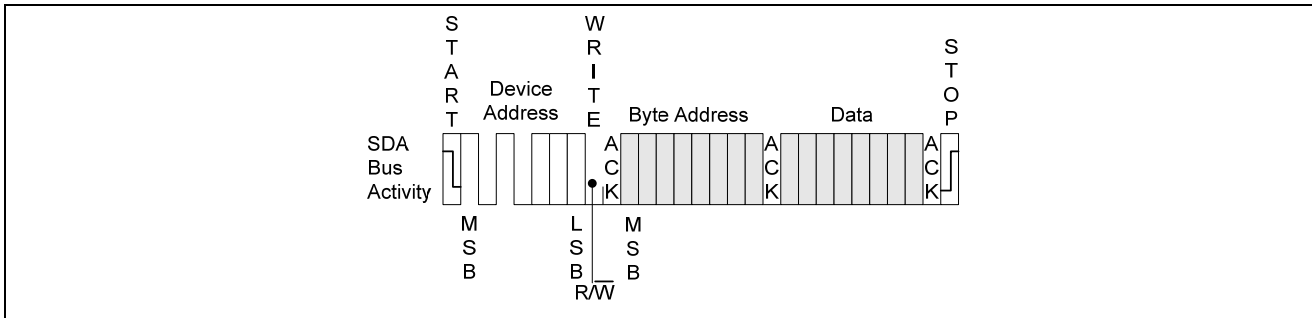 START
WRITE
STOP
Device
Address
Byte Address
Data
SDA
Bus
Activity
ACK
ACK
ACK
MSB
LSB
MSB
R/W̅